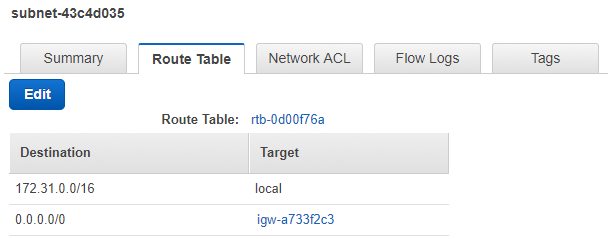 subnet-43c4d035
Summary Route Table Network ACL Flow Logs Tags
Edit
Route Table: rtb-0d00f76a
Destination Target
172.31.0.0/16 local
0.0.0.0/0 igw-a733f2c3